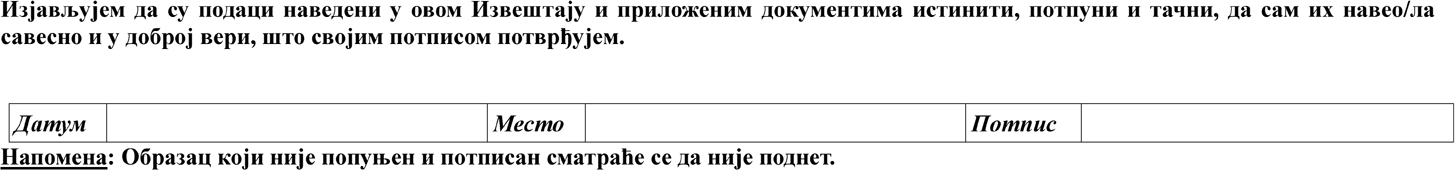 Изјављујем да су подаци наведени у овом Извештају и приложеним документима истинити, потпуни и тачни, да сам их навео/ла
савесно и у доброј вери, што својим потписом потврђујем.
Датум Место Потпис
Напомена: Образац који није попуњен и потписан сматраће се да није поднет.